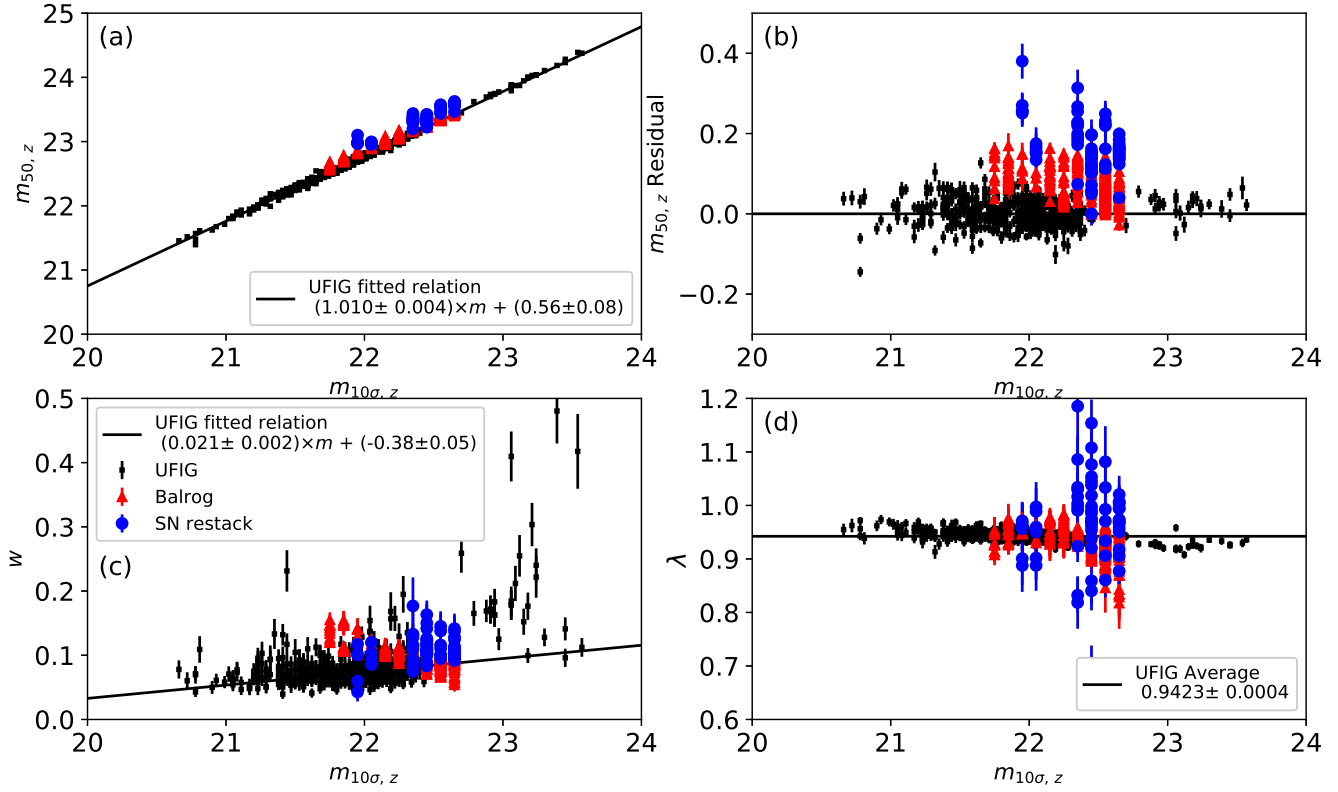 (a)
25
24
23
22
21
20
m50, z
UFIG fitted relation
(1.010± 0.004)×m + (0.56±0.08)
20 21 22 23 24
m10σ, z
(b)
0.4
0.2
0.0
−0.2
m50, z Residual
20 21 22 23 24
m10σ, z
0.5
0.4
0.3
0.2
0.1
0.0
w
UFIG fitted relation
(0.021± 0.002)×m + (-0.38±0.05)
UFIG
Balrog
SN restack
(c)
20 21 22 23 24
m10σ, z
(d)
1.2
1.1
1.0
0.9
0.8
0.7
0.6
λ
UFIG Average
0.9423± 0.0004
20 21 22 23 24
m10σ, z